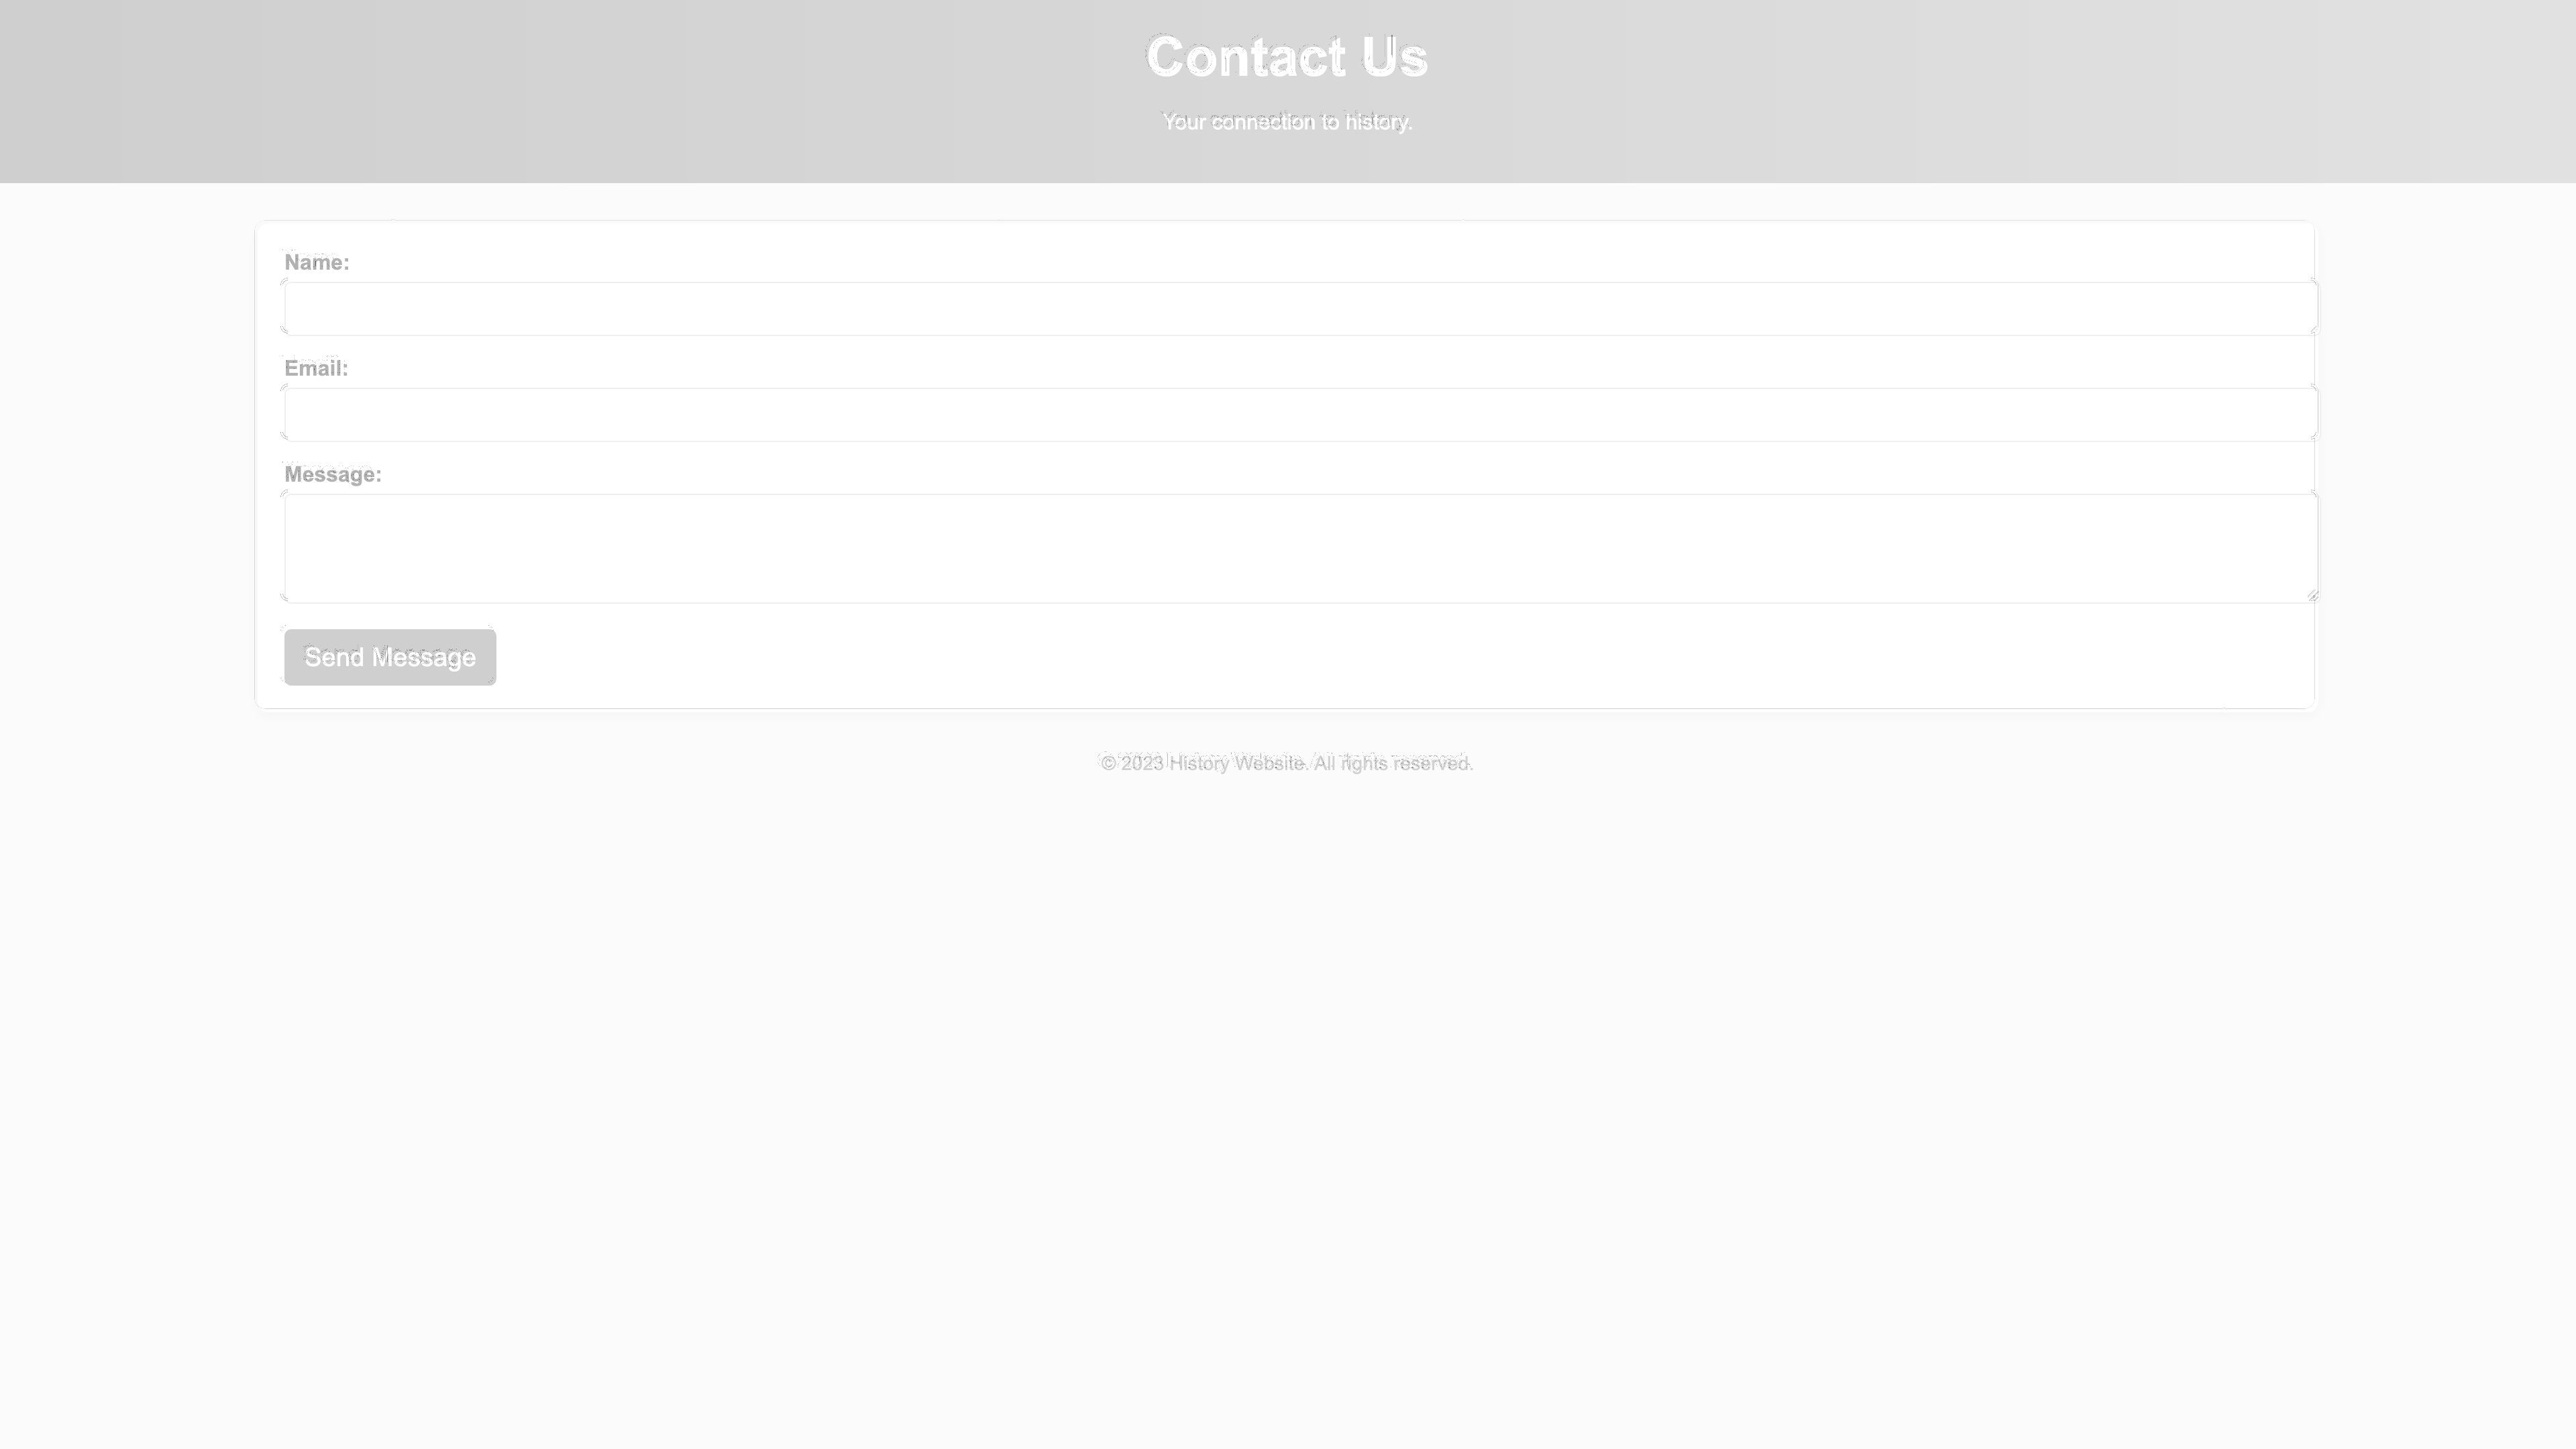 Contact Us
Your connection to history.
Name:
Email:
Message:
Send Message
© 2023 History Website. All rights reserved.